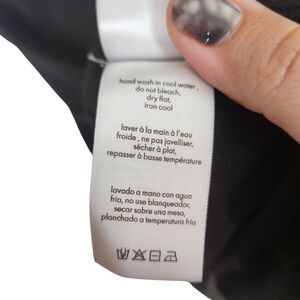 hand wash in cool water,
do not bleach,
dry flat,
iron cool
laver à la main à l'eau
froide, ne pas javelliser,
sécher à plat,
repasser à basse température
lavado a mano con agua
fria, no use blanqueador,
secar sobre una mesa,
planchado a temperatura frio